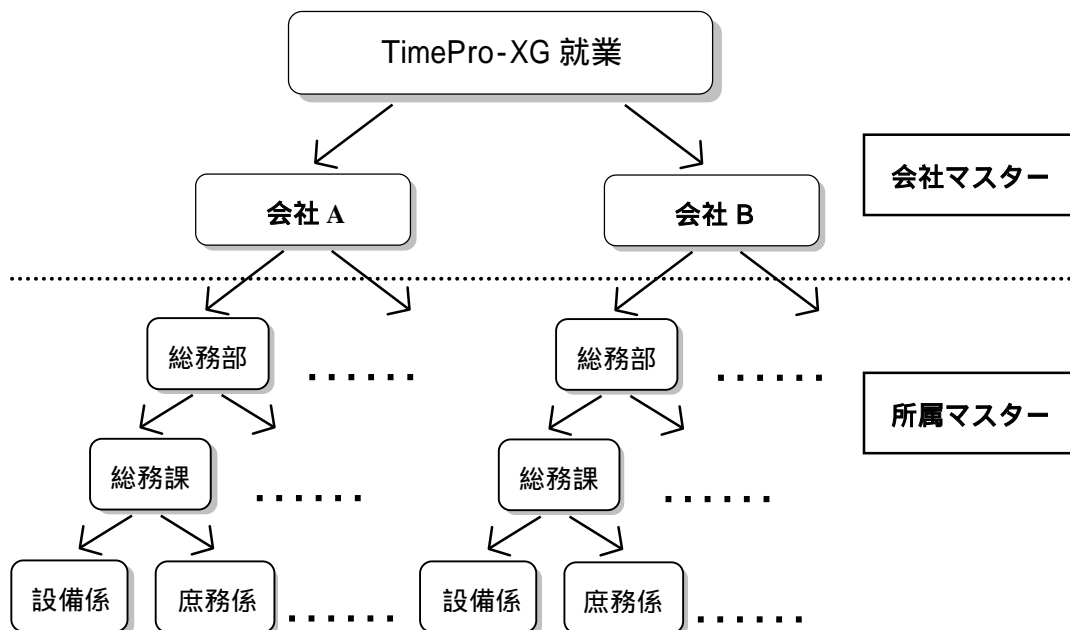 TimePro-XG 就業
会社マスター
会社 A
会社 B
総務部
・・・・・・
総務部
・・・・・・
所属マスター
総務課
・・・・・・
総務課
・・・・・・
設備係
庶務係
・・・・・・
設備係
庶務係
・・・・・・